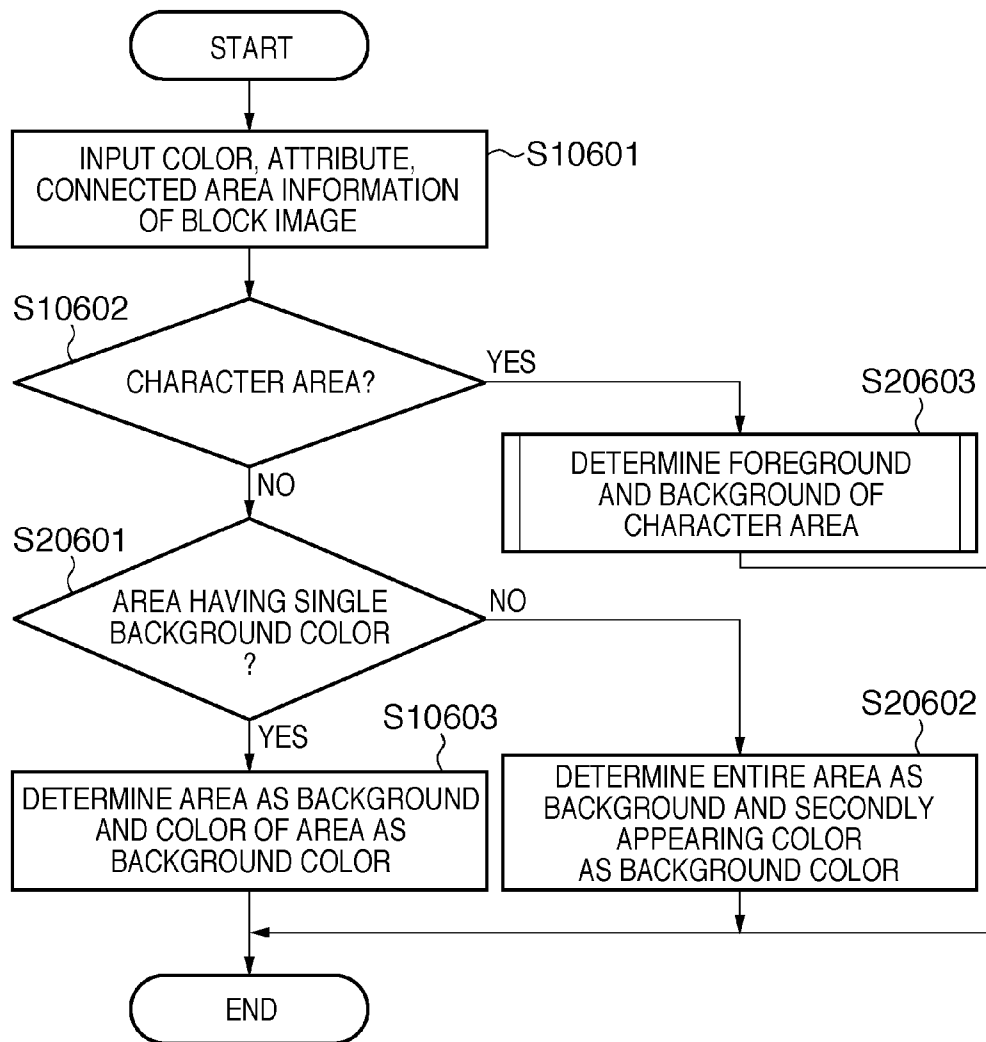 START
INPUT COLOR, ATTRIBUTE,
CONNECTED AREA INFORMATION
OF BLOCK IMAGE
S10601
S10602
CHARACTER AREA?
YES
NO
S20603
DETERMINE FOREGROUND
AND BACKGROUND OF
CHARACTER AREA
S20601
AREA HAVING SINGLE
BACKGROUND COLOR
?
NO
YES
S10603
DETERMINE AREA AS BACKGROUND
AND COLOR OF AREA AS
BACKGROUND COLOR
S20602
DETERMINE ENTIRE AREA AS
BACKGROUND AND SECONDLY
APPEARING COLOR
AS BACKGROUND COLOR
END